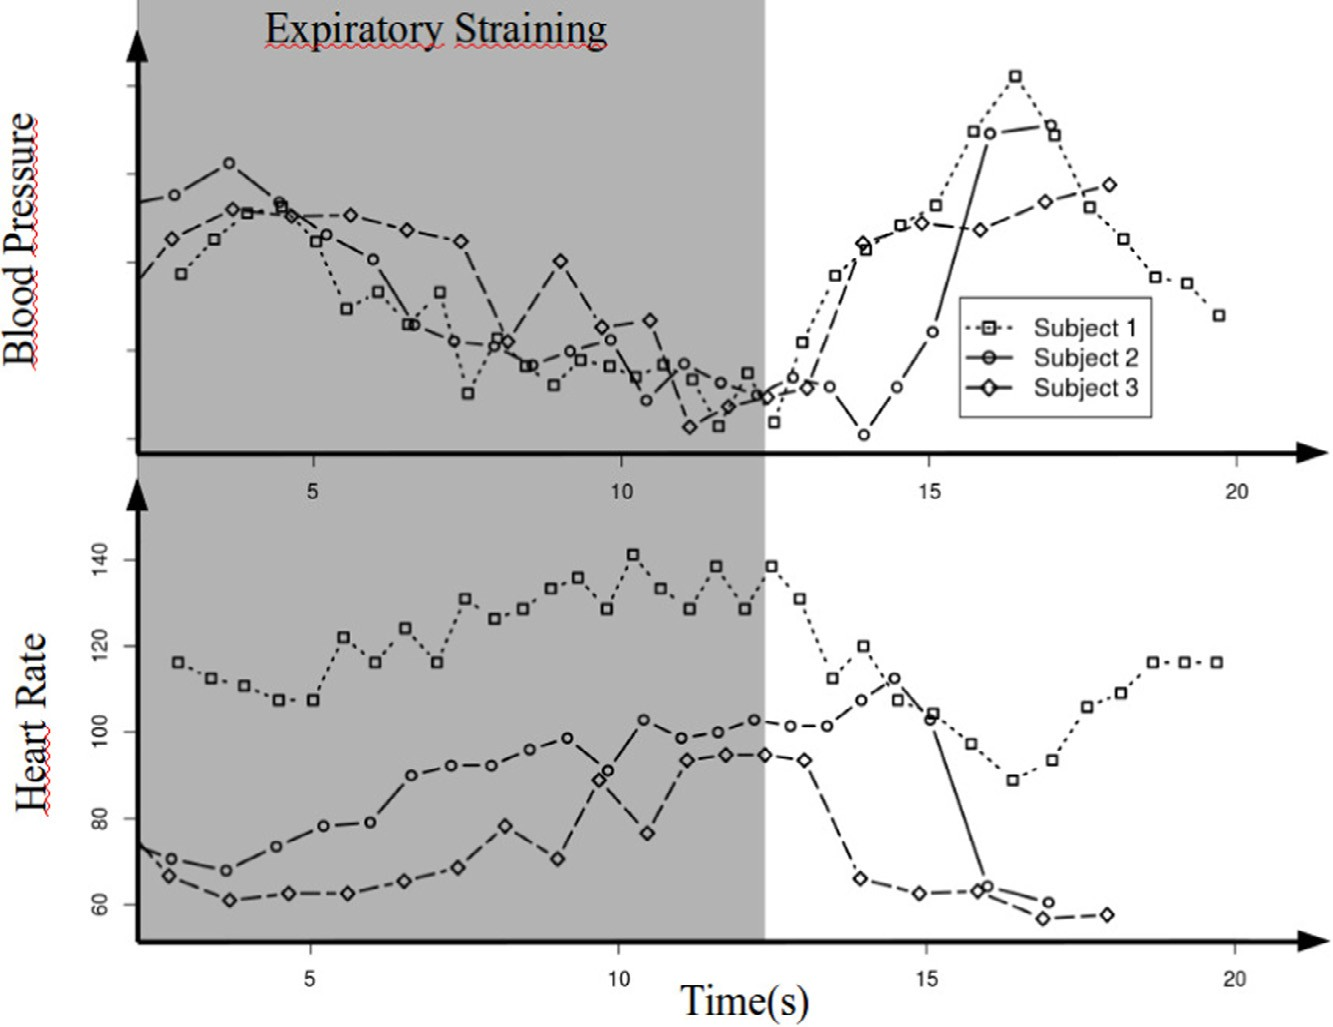 Expiratory Straining
Blood Pressure
Subject 1
Subject 2
Subject 3
5 10 15 20
Heart Rate
140
120
100
80
60
5 10 15 20
Time(s)